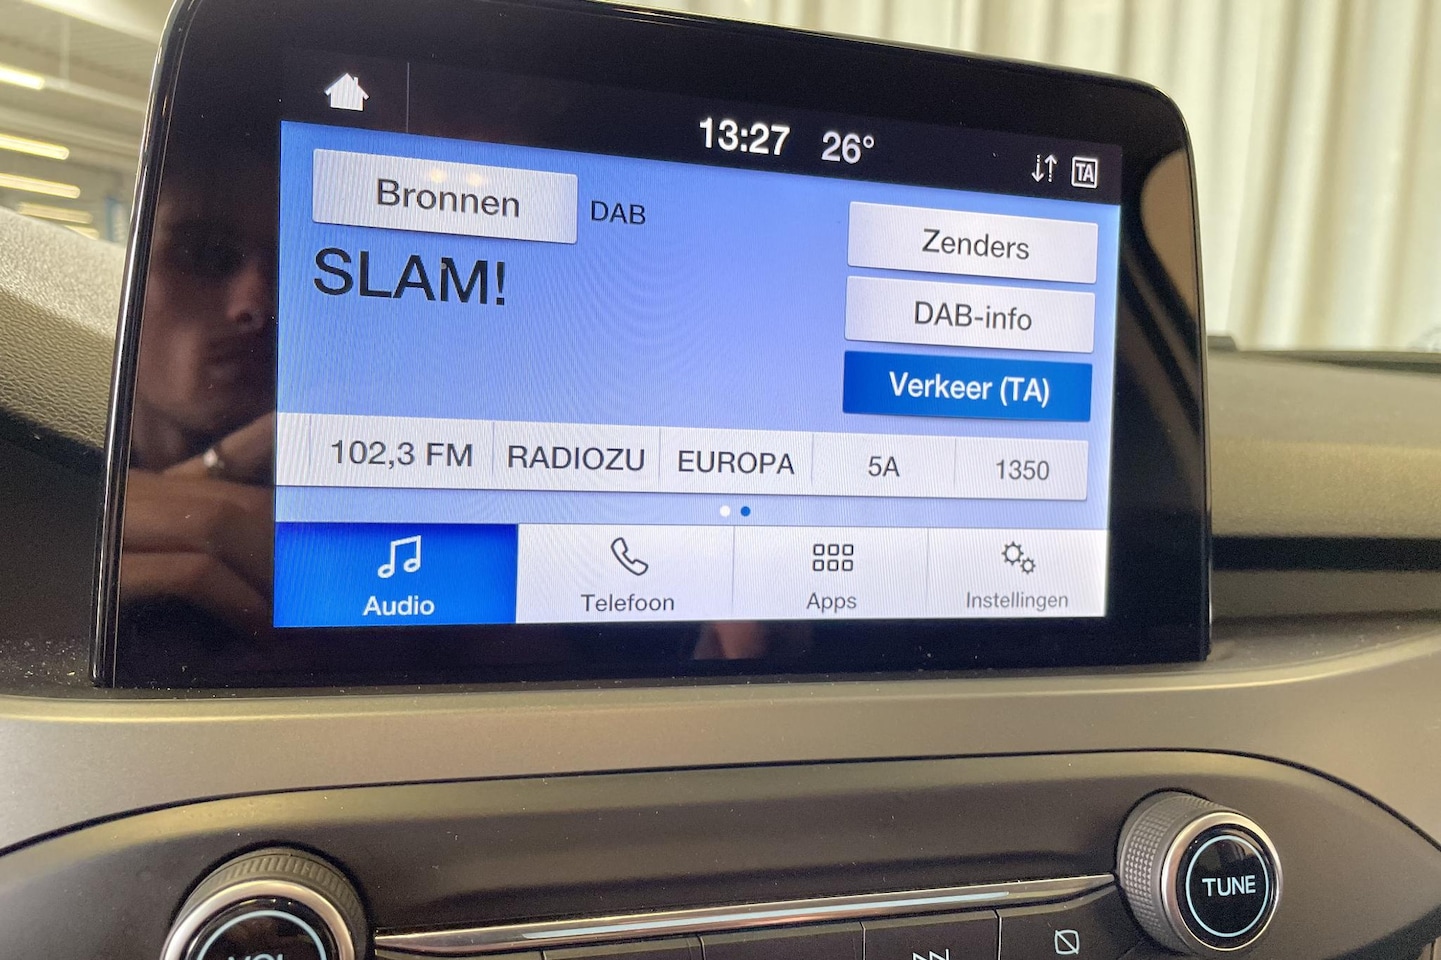 13:27 26°
TA
Bronnen DAB
SLAM!
Zenders
DAB-info
Verkeer (TA)
102,3 FM RADIOZU EUROPA 5A 1350
Audio Telefoon Apps Instellingen
TUNE
VOL